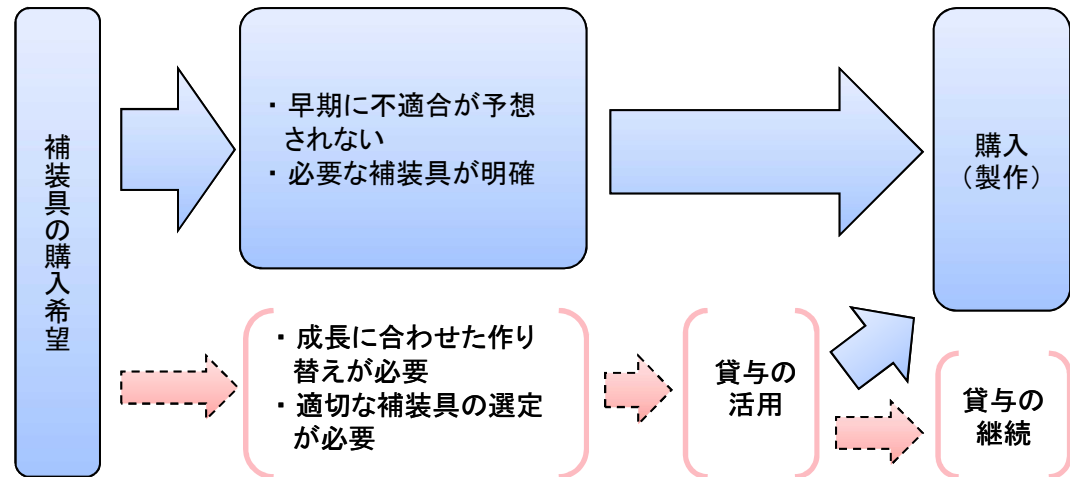 補装具の購入希望
・ 早期に不適合が予想
されない
・ 必要な補装具が明確
購入
（製作）
・ 成長に合わせた作り
替えが必要
・ 適切な補装具の選定
が必要
貸与の
活用
貸与の
継続